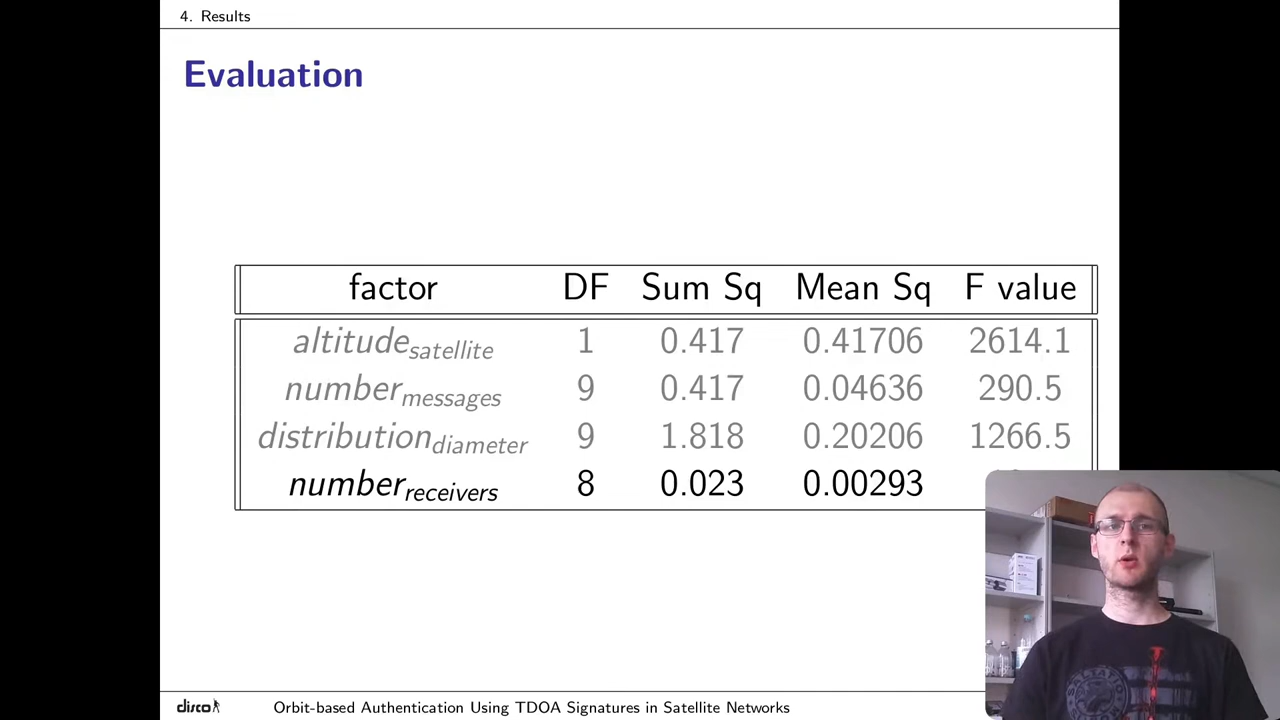 4. Results
Evaluation
factor DF Sum Sq Mean Sq F value
altitude satellite 1 0.417 0.41706 2614.1
number messages 9 0.417 0.04636 290.5
distribution diameter 9 1.818 0.20206 1266.5
number receivers 8 0.023 0.00293
disco Orbit-based Authentication Using TDOA Signatures in Satellite Networks